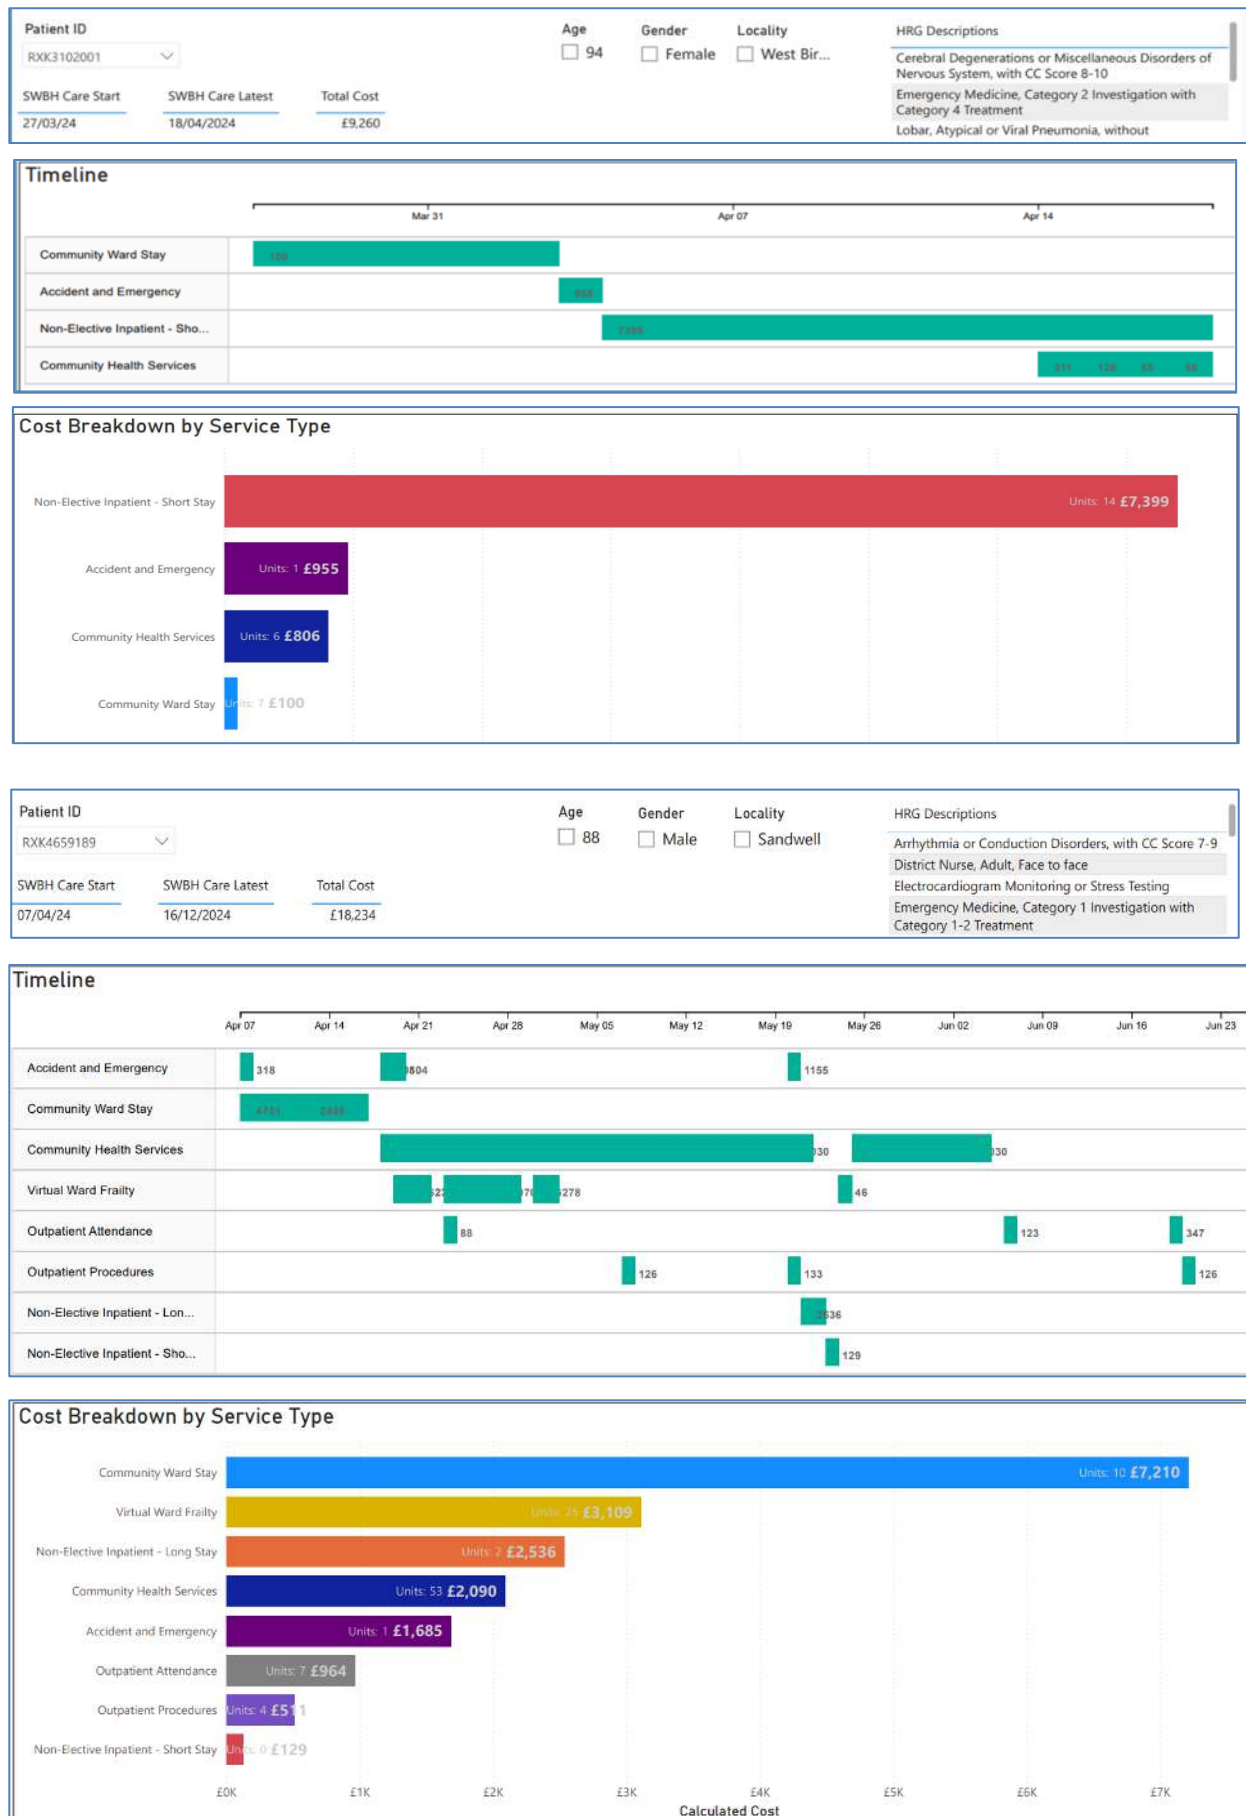 Patient ID
Age
Gender
Locality
HRG Descriptions
RXK3102001
94
Female
West Bir...
Cerebral Degenerations or Miscellaneous Disorders of
Nervous System, with CC Score 8-10
SWBH Care Start
SWBH Care Latest
Total Cost
Emergency Medicine, Category 2 Investigation with
Category 4 Treatment
27/03/24
18/04/2024
£9,260
Lobar, Atypical or Viral Pneumonia, without
Timeline
Mar 31
Apr 07
Apr 14
Community Ward Stay
100
Accident and Emergency
955
Non-Elective Inpatient - Sho...
7399
Community Health Services
311
Cost Breakdown by Service Type
Non-Elective Inpatient - Short Stay
Units: 14 £7,399
Accident and Emergency
Units: 1 £955
Community Health Services
Units: 6 £806
Community Ward Stay
Units: 7 £100
Patient ID
Age
Gender
Locality
HRG Descriptions
RXK4659189
88
Male
Sandwell
Arrhythmia or Conduction Disorders, with CC Score 7-9
District Nurse, Adult, Face to face
SWBH Care Start
SWBH Care Latest
Total Cost
Electrocardiogram Monitoring or Stress Testing
07/04/24
16/12/2024
£18,234
Emergency Medicine, Category 1 Investigation with
Category 1-2 Treatment
Timeline
Apr 07
Apr 14
Apr 21
Apr 28
May 05
May 12
May 19
May 26
Jun 02
Jun 09
Jun 16
Jun 23
Accident and Emergency
318
1155
Community Ward Stay
Community Health Services
Virtual Ward Frailty
46
Outpatient Attendance
88
123
347
Outpatient Procedures
126
133
126
Non-Elective Inpatient - Lon...
Non-Elective Inpatient - Sho...
129
Cost Breakdown by Service Type
Community Ward Stay
Units: 10 £7,210
Virtual Ward Frailty
Units: 25 £3,109
Non-Elective Inpatient - Long Stay
Units: 2 £2,536
Community Health Services
Units: 53 £2,090
Accident and Emergency
Units: 1 £1,685
Outpatient Attendance
Units: 7 £964
Outpatient Procedures
Units: 4 £511
Non-Elective Inpatient - Short Stay
Units: 0 £129
£0K
£1K
£2K
£3K
£4K
£5K
£6K
£7K
Calculated Cost